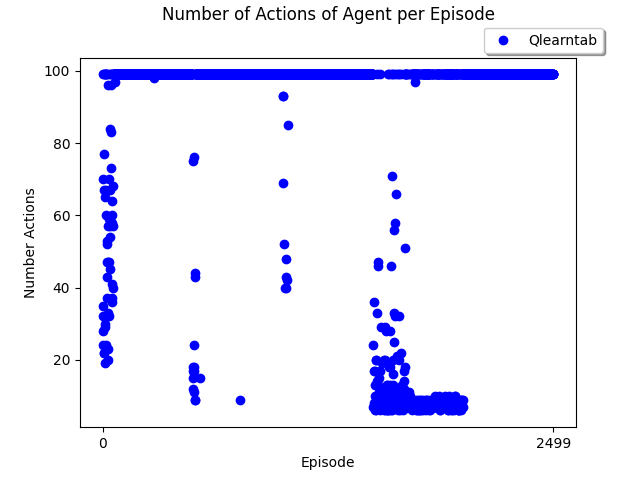 Number of Actions of Agent per Episode
Qlearntab
100
80
60
40
20
Number Actions
0
2499
Episode